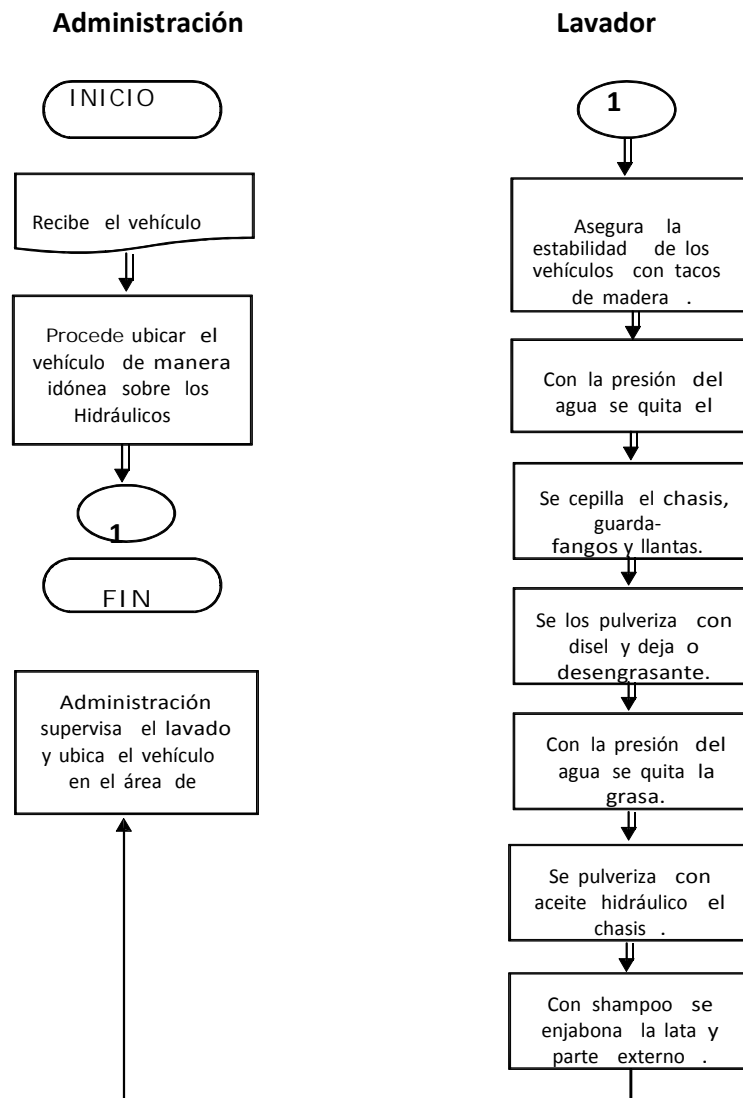 Administración
INICIO
Recibe el vehículo
Procede ubicar el
vehículo de manera
idónea sobre los
Hidráulicos
1
FIN
Administración
supervisa el lavado
y ubica el vehículo
en el área de
Lavador
1
Asegura la
estabilidad de los
vehículos con tacos
de madera .
Con la presión del
agua se quita el
Se cepilla el chasis,
guarda-
fangos y llantas.
Se los pulveriza con
disel y deja o
desengrasante.
Con la presión del
agua se quita la
grasa.
Se pulveriza con
aceite hidráulico el
chasis .
Con shampoo se
enjabona la lata y
parte externo .